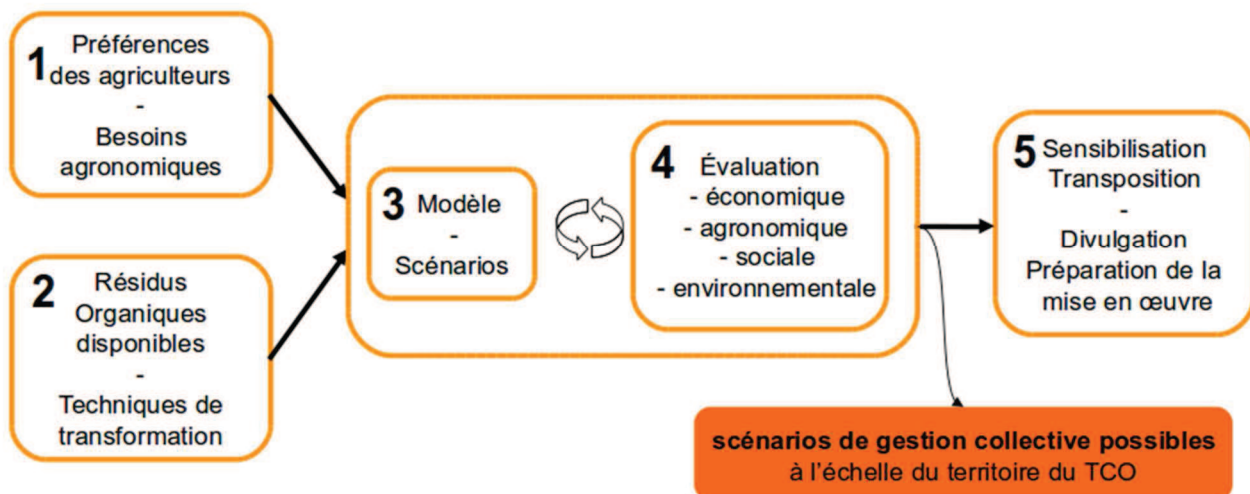 1
Préférences
des agriculteurs
-
Besoins
agronomiques
2
Résidus
Organiques
disponibles
-
Techniques de
transformation
3
Modèle
-
Scénarios
4
Évaluation
- économique
- agronomique
- sociale
- environnementale
5
Sensibilisation
Transposition
-
Divulgation
Préparation de la
mise en œuvre
scénarios de gestion collective possibles
à l'échelle du territoire du TCO